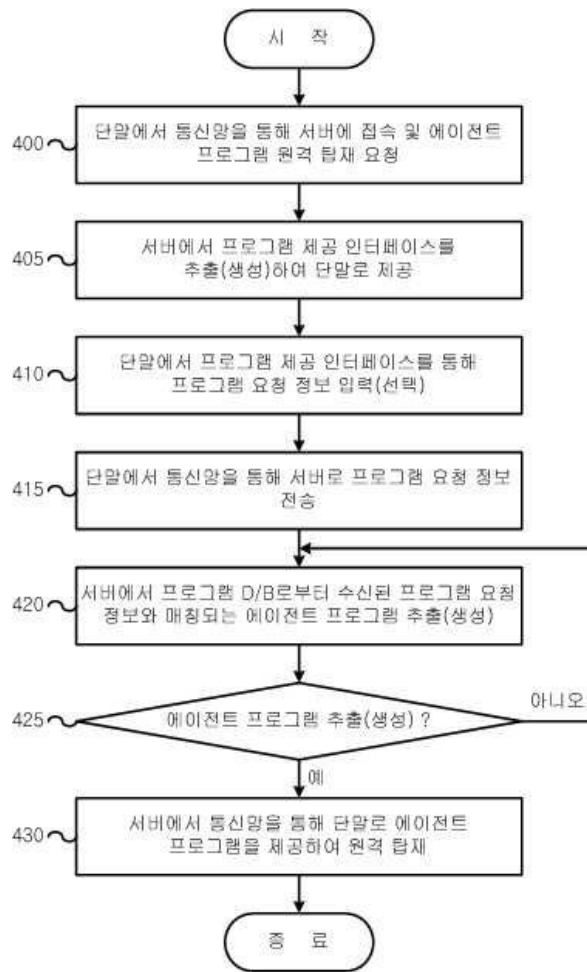 시 작
400
단말에서 통신망을 통해 서버에 접속 및 에이전트
프로그램 원격 탑재 요청
405
서버에서 프로그램 제공 인터페이스를
추출(생성)하여 단말로 제공
410
단말에서 프로그램 제공 인터페이스를 통해
프로그램 요청 정보 입력(선택)
415
단말에서 통신망을 통해 서버로 프로그램 요청 정보
전송
420
서버에서 프로그램 D/B로부터 수신된 프로그램 요청
정보와 매칭되는 에이전트 프로그램 추출(생성)
425
에이전트 프로그램 추출(생성) ?
아니오
예
430
서버에서 통신망을 통해 단말로 에이전트
프로그램을 제공하여 원격 탑재
종 료